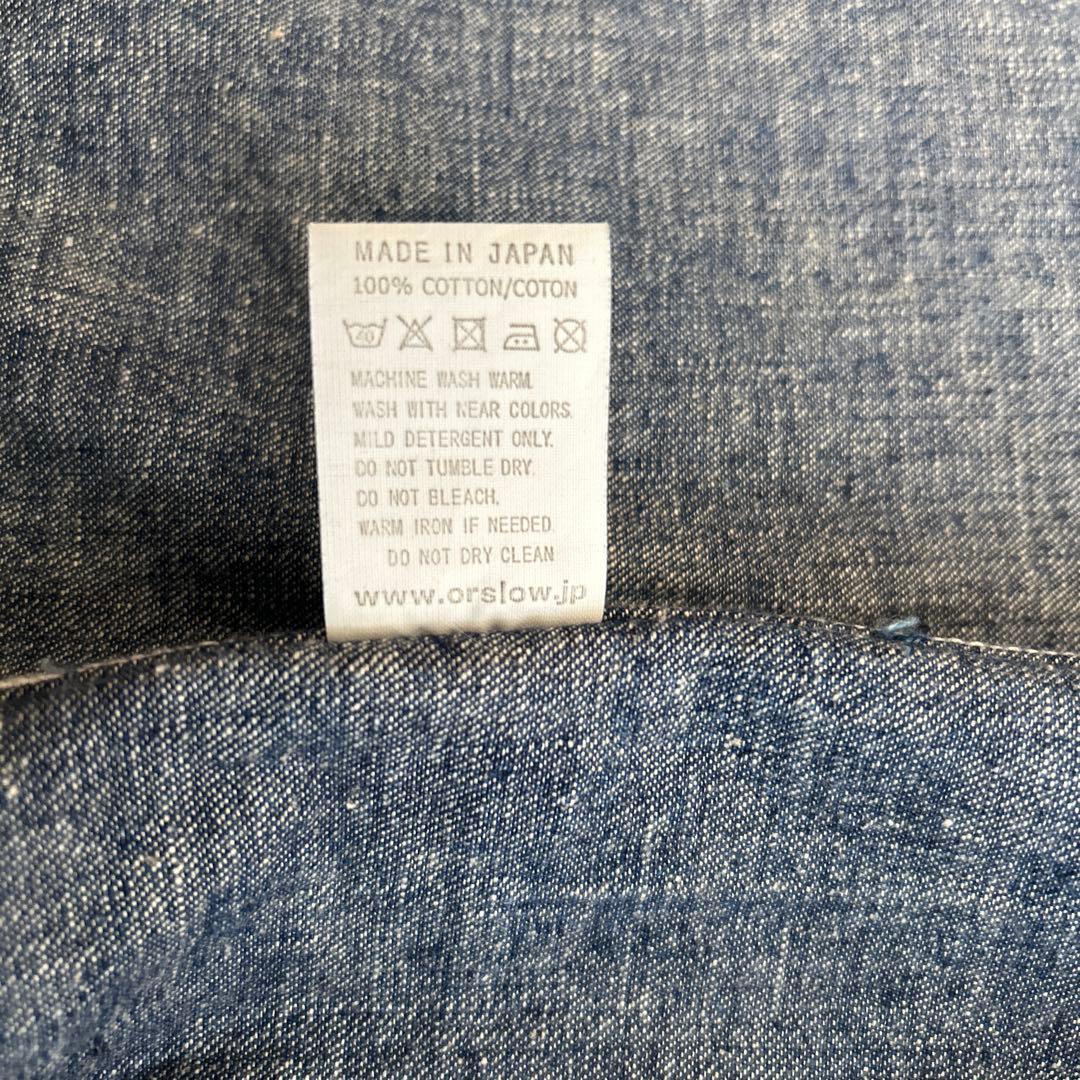 MADE IN JAPAN
100% COTTON/COTON
40
MACHINE WASH WARM.
WASH WITH NEAR COLORS.
MILD DETERGENT ONLY.
DO NOT TUMBLE DRY.
DO NOT BLEACH.
WARM IRON IF NEEDED.
DO NOT DRY CLEAN
www.orslow.jp